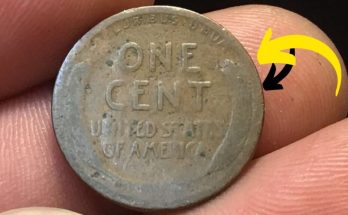 ONE
CENT
UNITED STATES
OF AMERICA